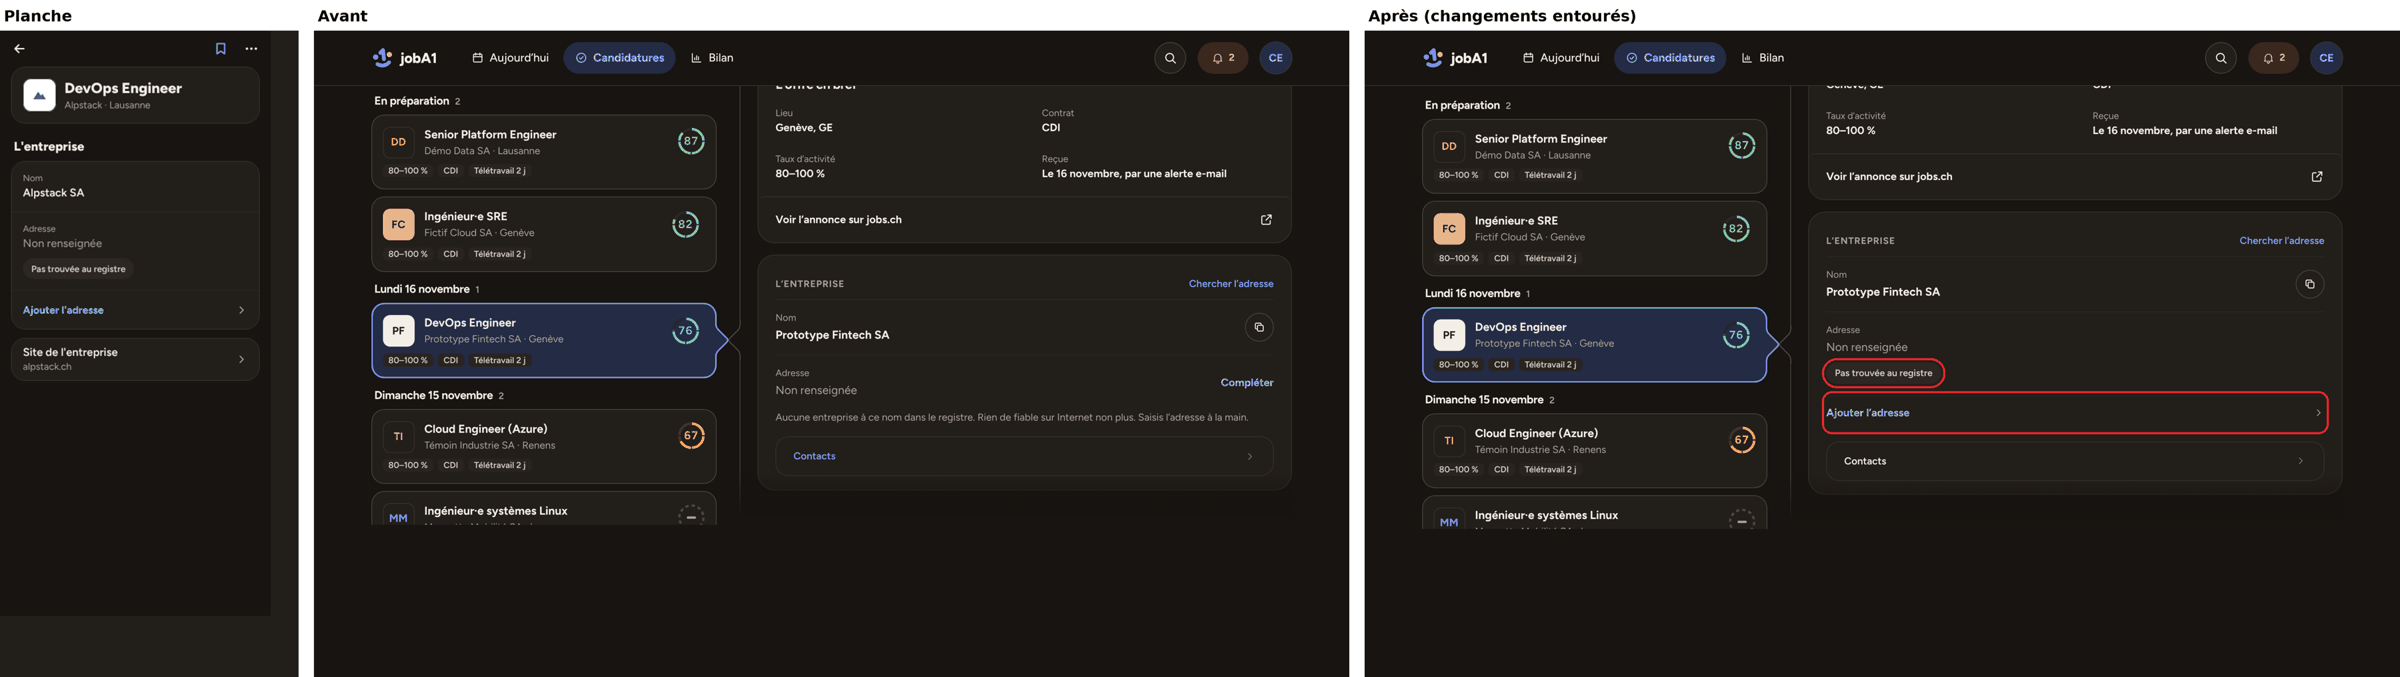 Planche
DevOps Engineer
Alpstack · Lausanne
L'entreprise
Nom
Alpstack SA
Adresse
Non renseignée
Pas trouvée au registre
Ajouter l'adresse
Site de l'entreprise
alpstack.ch
Avant
jobA1
Aujourd'hui
Candidatures
Bilan
2
CE
En préparation 2
DD
Senior Platform Engineer
Démo Data SA · Lausanne
80–100 % CDI Télétravail 2 j
87
FC
Ingénieur·e SRE
Fictif Cloud SA · Genève
80–100 % CDI Télétravail 2 j
82
Lundi 16 novembre 1
PF
DevOps Engineer
Prototype Fintech SA · Genève
80–100 % CDI Télétravail 2 j
76
Dimanche 15 novembre 2
TI
Cloud Engineer (Azure)
Témoin Industrie SA · Renens
80–100 % CDI Télétravail 2 j
67
MM
Ingénieur·e systèmes Linux
Lieu
Genève, GE
Contrat
CDI
Taux d'activité
80–100 %
Reçue
Le 16 novembre, par une alerte e-mail
Voir l'annonce sur jobs.ch
L'ENTREPRISE
Chercher l'adresse
Nom
Prototype Fintech SA
Adresse
Non renseignée
Compléter
Aucune entreprise à ce nom dans le registre. Rien de fiable sur Internet non plus. Saisis l'adresse à la main.
Contacts
Après (changements entourés)
jobA1
Aujourd'hui
Candidatures
Bilan
2
CE
En préparation 2
DD
Senior Platform Engineer
Démo Data SA · Lausanne
80–100 % CDI Télétravail 2 j
87
FC
Ingénieur·e SRE
Fictif Cloud SA · Genève
80–100 % CDI Télétravail 2 j
82
Lundi 16 novembre 1
PF
DevOps Engineer
Prototype Fintech SA · Genève
80–100 % CDI Télétravail 2 j
76
Dimanche 15 novembre 2
TI
Cloud Engineer (Azure)
Témoin Industrie SA · Renens
80–100 % CDI Télétravail 2 j
67
MM
Ingénieur·e systèmes Linux
Taux d'activité
80–100 %
Reçue
Le 16 novembre, par une alerte e-mail
Voir l'annonce sur jobs.ch
L'ENTREPRISE
Chercher l'adresse
Nom
Prototype Fintech SA
Adresse
Non renseignée
Pas trouvée au registre
Ajouter l'adresse
Contacts